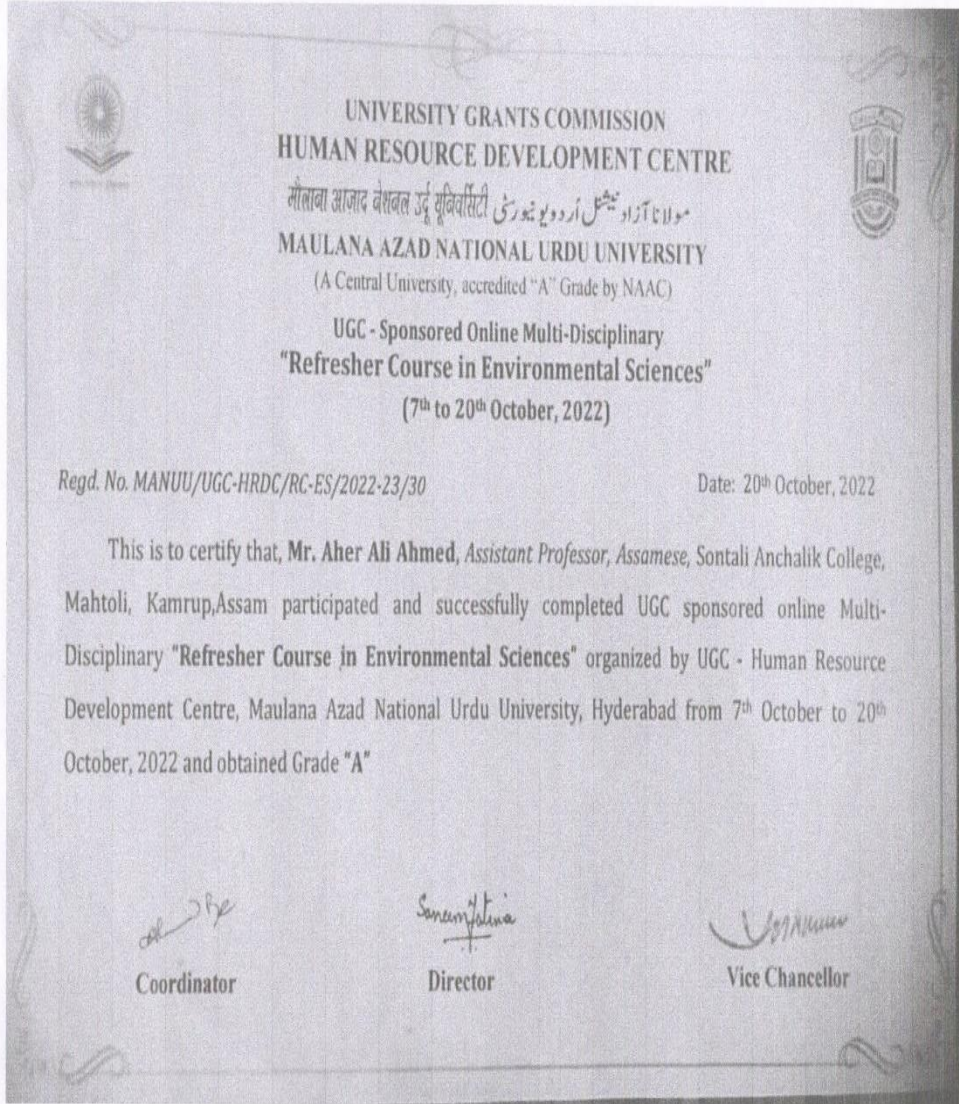 UNIVERSITY GRANTS COMMISSION
HUMAN RESOURCE DEVELOPMENT CENTRE
मौलाना आज़ाद नेशनल उर्दू यूनिवर्सिटी مولانا آزاد نیشنل اُردو یونیورسٹی
MAULANA AZAD NATIONAL URDU UNIVERSITY
(A Central University, accredited "A" Grade by NAAC)
UGC - Sponsored Online Multi-Disciplinary
"Refresher Course in Environmental Sciences"
(7th to 20th October, 2022)
Regd. No. MANUU/UGC-HRDC/RC-ES/2022-23/30 Date: 20th October, 2022
This is to certify that, Mr. Aher Ali Ahmed, Assistant Professor, Assamese, Sontali Anchalik College,
Mahtoli, Kamrup,Assam participated and successfully completed UGC sponsored online Multi-
Disciplinary "Refresher Course in Environmental Sciences" organized by UGC - Human Resource
Development Centre, Maulana Azad National Urdu University, Hyderabad from 7th October to 20th
October, 2022 and obtained Grade "A"
Coordinator Director Vice Chancellor